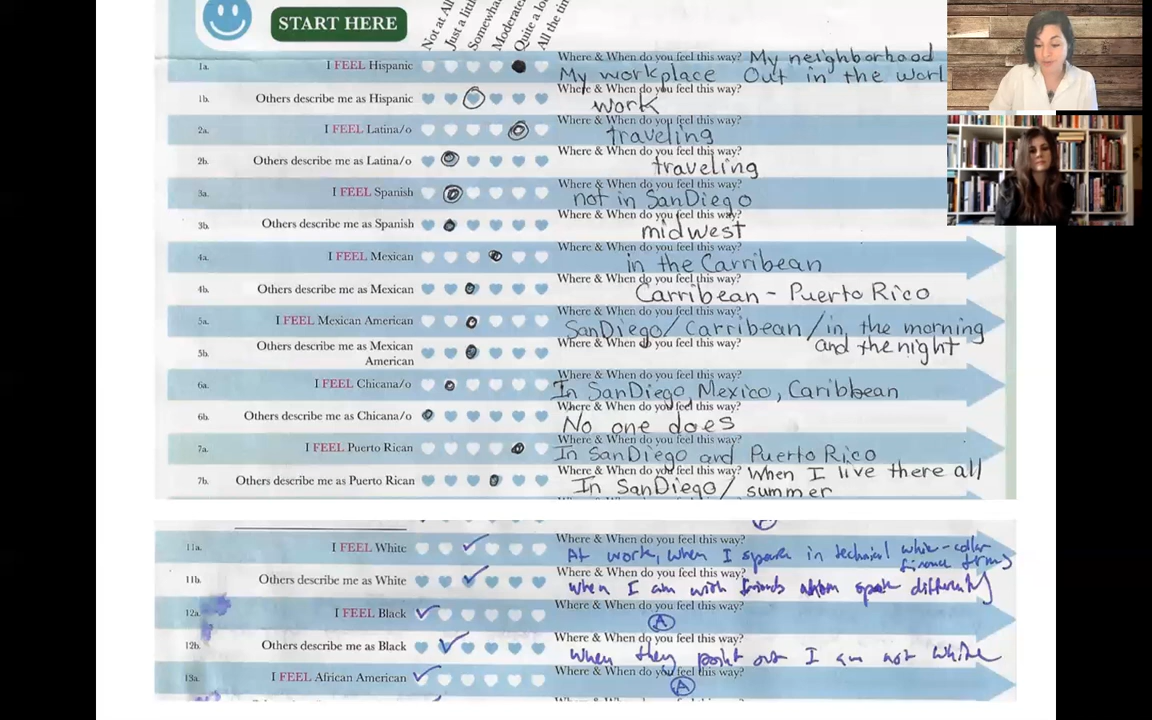 START HERE
Not at All
Just a little
Somewha
Moderate
Quite a lo
All the tim
1a. I FEEL Hispanic Where & When do you feel this way? My neighborhood
My workplace Out in the worl
1b. Others describe me as Hispanic Where & When do you feel this way?
work
2a. I FEEL Latina/o Where & When do you feel this way?
traveling
2b. Others describe me as Latina/o Where & When do you feel this way?
traveling
3a. I FEEL Spanish Where & When do you feel this way?
not in SanDiego
3b. Others describe me as Spanish Where & When do you feel this way?
midwest
4a. I FEEL Mexican Where & When do you feel this way?
in the Carribean
4b. Others describe me as Mexican Where & When do you feel this way?
Carribean - Puerto Rico
5a. I FEEL Mexican American Where & When do you feel this way?
SanDiego/Carribean/in the morning
5b. Others describe me as Mexican Where & When do you feel this way? and the night
American
6a. I FEEL Chicana/o Where & When do you feel this way?
In SanDiego, Mexico, Caribbean
6b. Others describe me as Chicana/o Where & When do you feel this way?
No one does
7a. I FEEL Puerto Rican Where & When do you feel this way?
In SanDiego and Puerto Rico
7b. Others describe me as Puerto Rican Where & When do you feel this way? When I live there all
In SanDiego/ summer
11a. I FEEL White Where & When do you feel this way?
At work, when I speak in technical white-collar
finance terms
11b. Others describe me as White Where & When do you feel this way?
When I am with friends whom speak differently
12a. I FEEL Black Where & When do you feel this way?
A
12b. Others describe me as Black Where & When do you feel this way?
When they point out I am not white
13a. I FEEL African American Where & When do you feel this way?
A